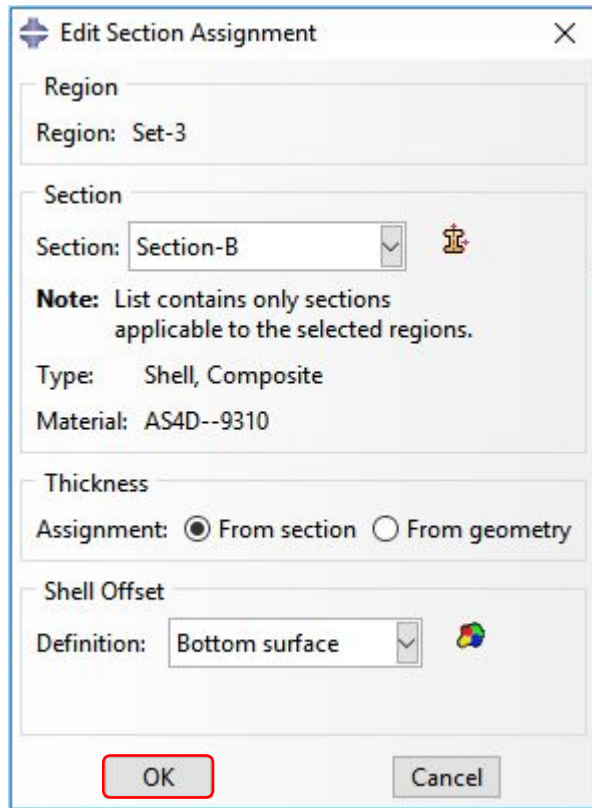 Edit Section Assignment
Region
Region: Set-3
Section
Section: Section-B
Note: List contains only sections
applicable to the selected regions.
Type: Shell, Composite
Material: AS4D--9310
Thickness
Assignment: From section From geometry
Shell Offset
Definition: Bottom surface
OK Cancel